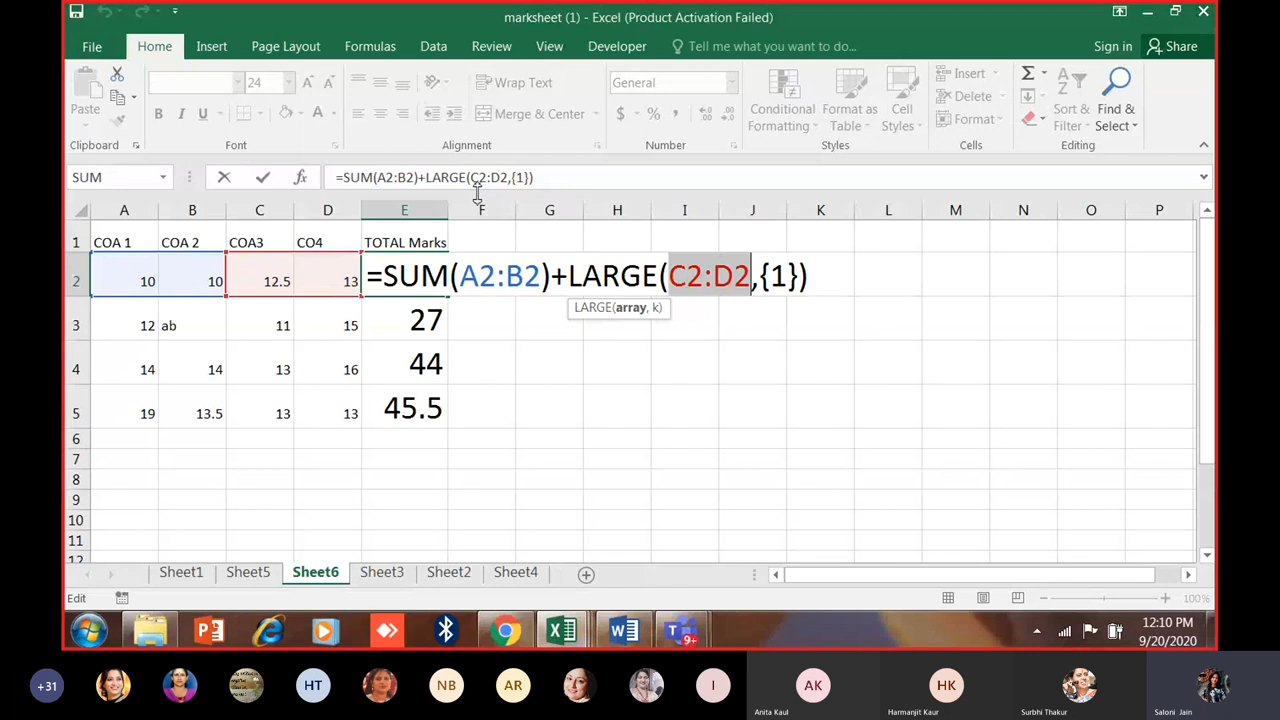 marksheet (1) - Excel (Product Activation Failed)
File Home Insert Page Layout Formulas Data Review View Developer Tell me what you want to do... Sign in Share
Paste
24
B I U
Wrap Text
Merge & Center
General
$ % ,
Conditional Formatting
Format as Table
Cell Styles
Insert
Delete
Format
Sort & Filter
Find & Select
Clipboard Font Alignment Number Styles Cells Editing
SUM =SUM(A2:B2)+LARGE(C2:D2,{1})
A B C D E F G H I J K L M N O P
1 COA 1 COA 2 COA3 CO4 TOTAL Marks
2 10 10 12.5 13 =SUM(A2:B2)+LARGE(C2:D2,{1})
LARGE(array, k)
3 12 ab 11 15 27
4 14 14 13 16 44
5 19 13.5 13 13 45.5
6
7
8
9
10
11
12
Sheet1 Sheet5 Sheet6 Sheet3 Sheet2 Sheet4
Edit 100%
9+
12:10 PM
9/20/2020
+31 HT NB AR I AK HK
Anita Kaul Harmanjit Kaur Surbhi Thakur Saloni Jain